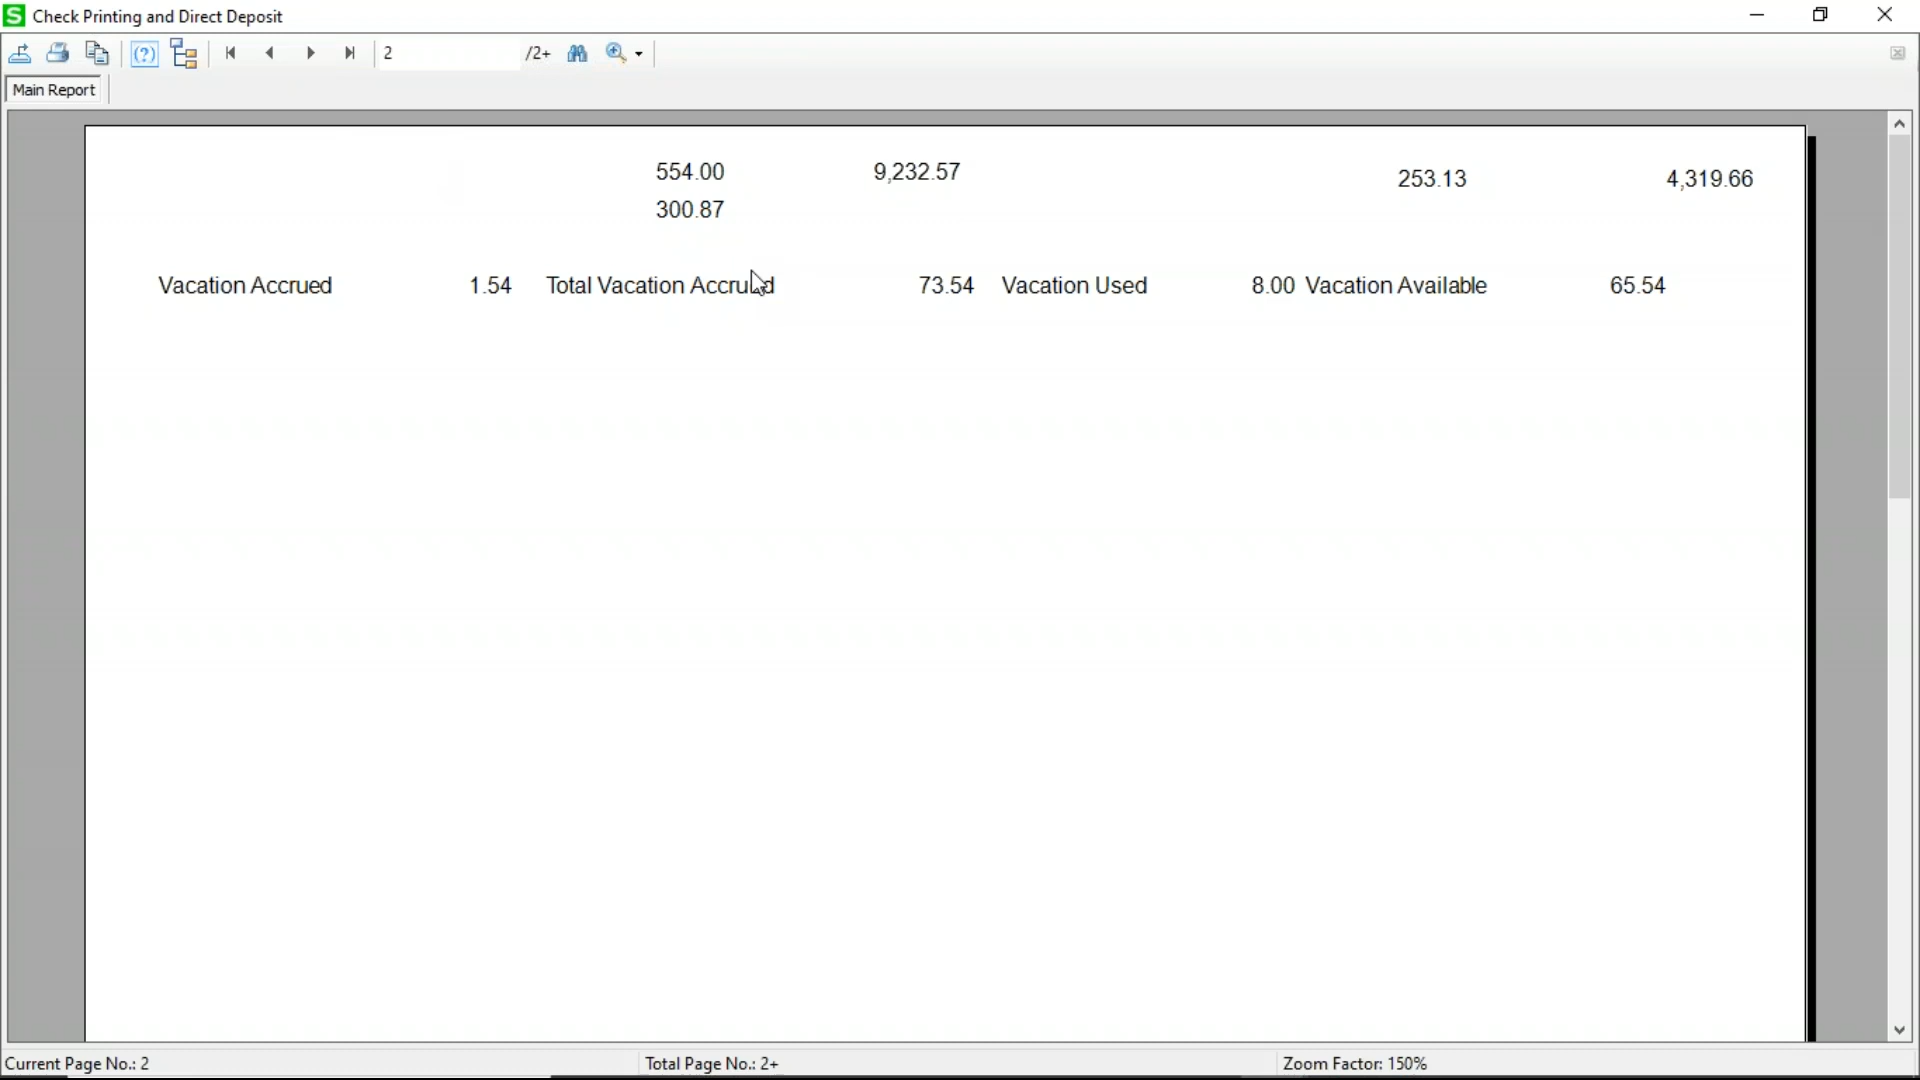 S Check Printing and Direct Deposit
(?) 2 /2+
Main Report
554.00 9,232.57 253.13 4,319.66
300.87
Vacation Accrued 1.54 Total Vacation Accrued 73.54 Vacation Used 8.00 Vacation Available 65.54
Current Page No.: 2 Total Page No.: 2+ Zoom Factor: 150%